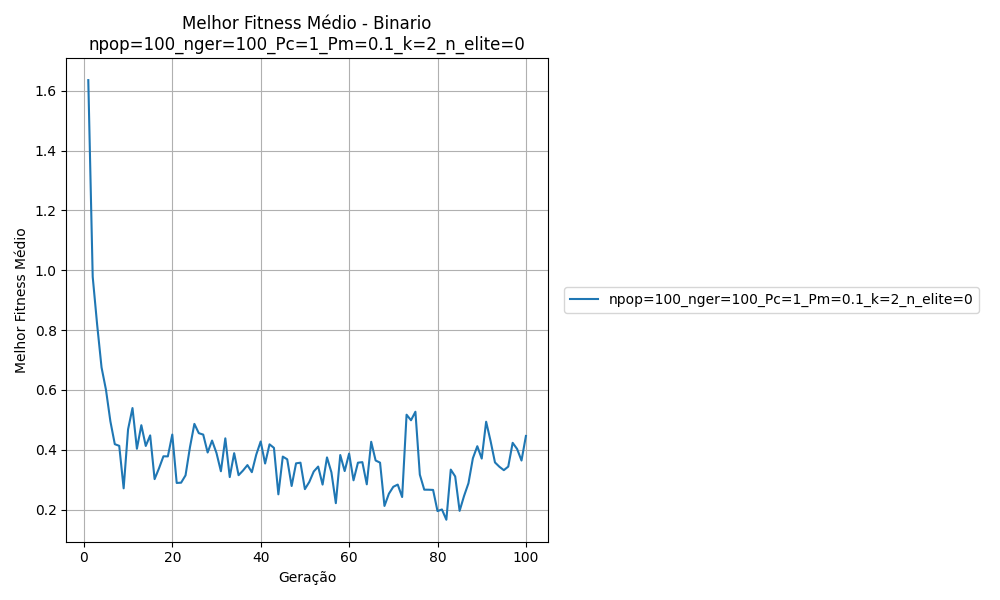 Melhor Fitness Médio - Binario
npop=100_nger=100_Pc=1_Pm=0.1_k=2_n_elite=0
Melhor Fitness Médio
1.6
1.4
1.2
1.0
0.8
0.6
0.4
0.2
0
20
40
60
80
100
Geração
npop=100_nger=100_Pc=1_Pm=0.1_k=2_n_elite=0